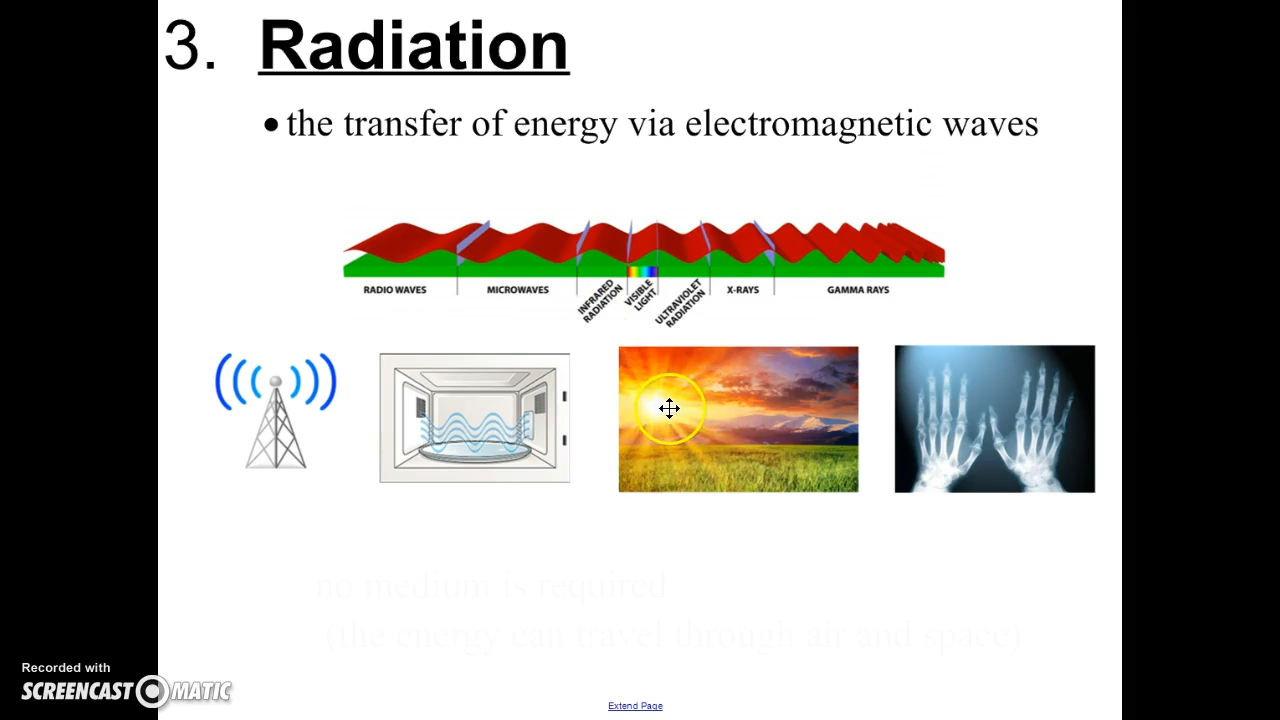 3. Radiation
• the transfer of energy via electromagnetic waves
RADIO WAVES
MICROWAVES
INFRARED
RADIATION
VISIBLE
LIGHT
ULTRAVIOLET
RADIATION
X-RAYS
GAMMA RAYS
no medium is required
(the energy can travel through air and space)
Recorded with
SCREENCAST O MATIC
Extend Page